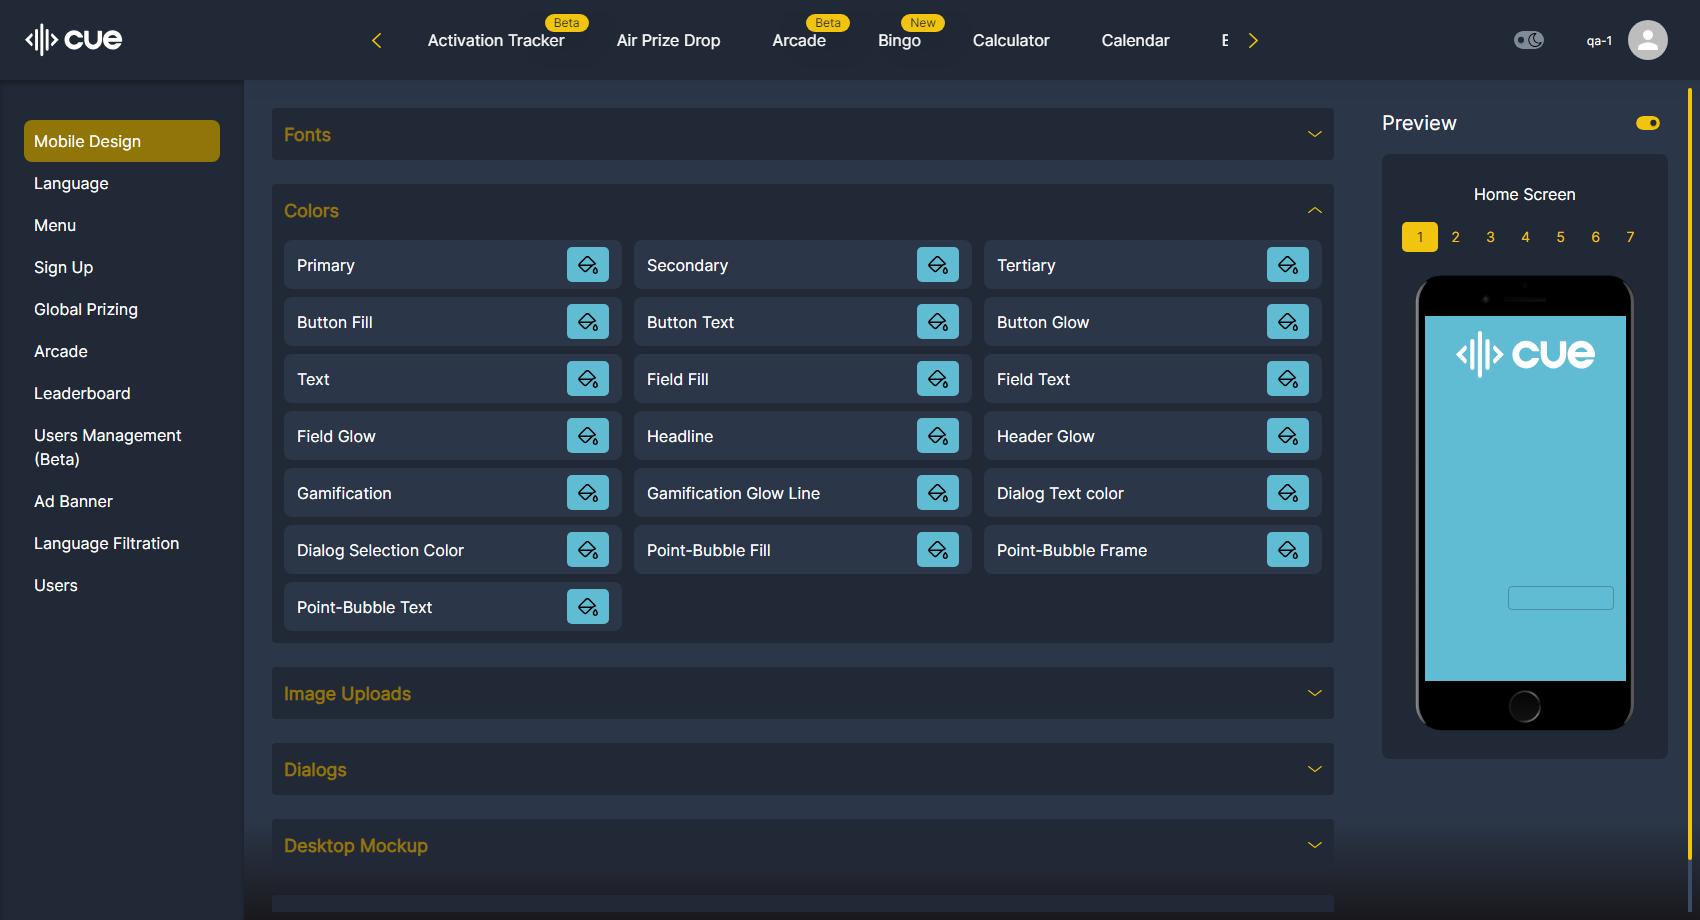 cue
Beta
Beta
New
Activation Tracker
Air Prize Drop
Arcade
Bingo
Calculator
Calendar
qa-1
Mobile Design
Language
Menu
Sign Up
Global Prizing
Arcade
Leaderboard
Users Management
(Beta)
Ad Banner
Language Filtration
Users
Fonts
Colors
Primary
Secondary
Tertiary
Button Fill
Button Text
Button Glow
Text
Field Fill
Field Text
Field Glow
Headline
Header Glow
Gamification
Gamification Glow Line
Dialog Text color
Dialog Selection Color
Point-Bubble Fill
Point-Bubble Frame
Point-Bubble Text
Image Uploads
Dialogs
Desktop Mockup
Preview
Home Screen
1 2 3 4 5 6 7
cue